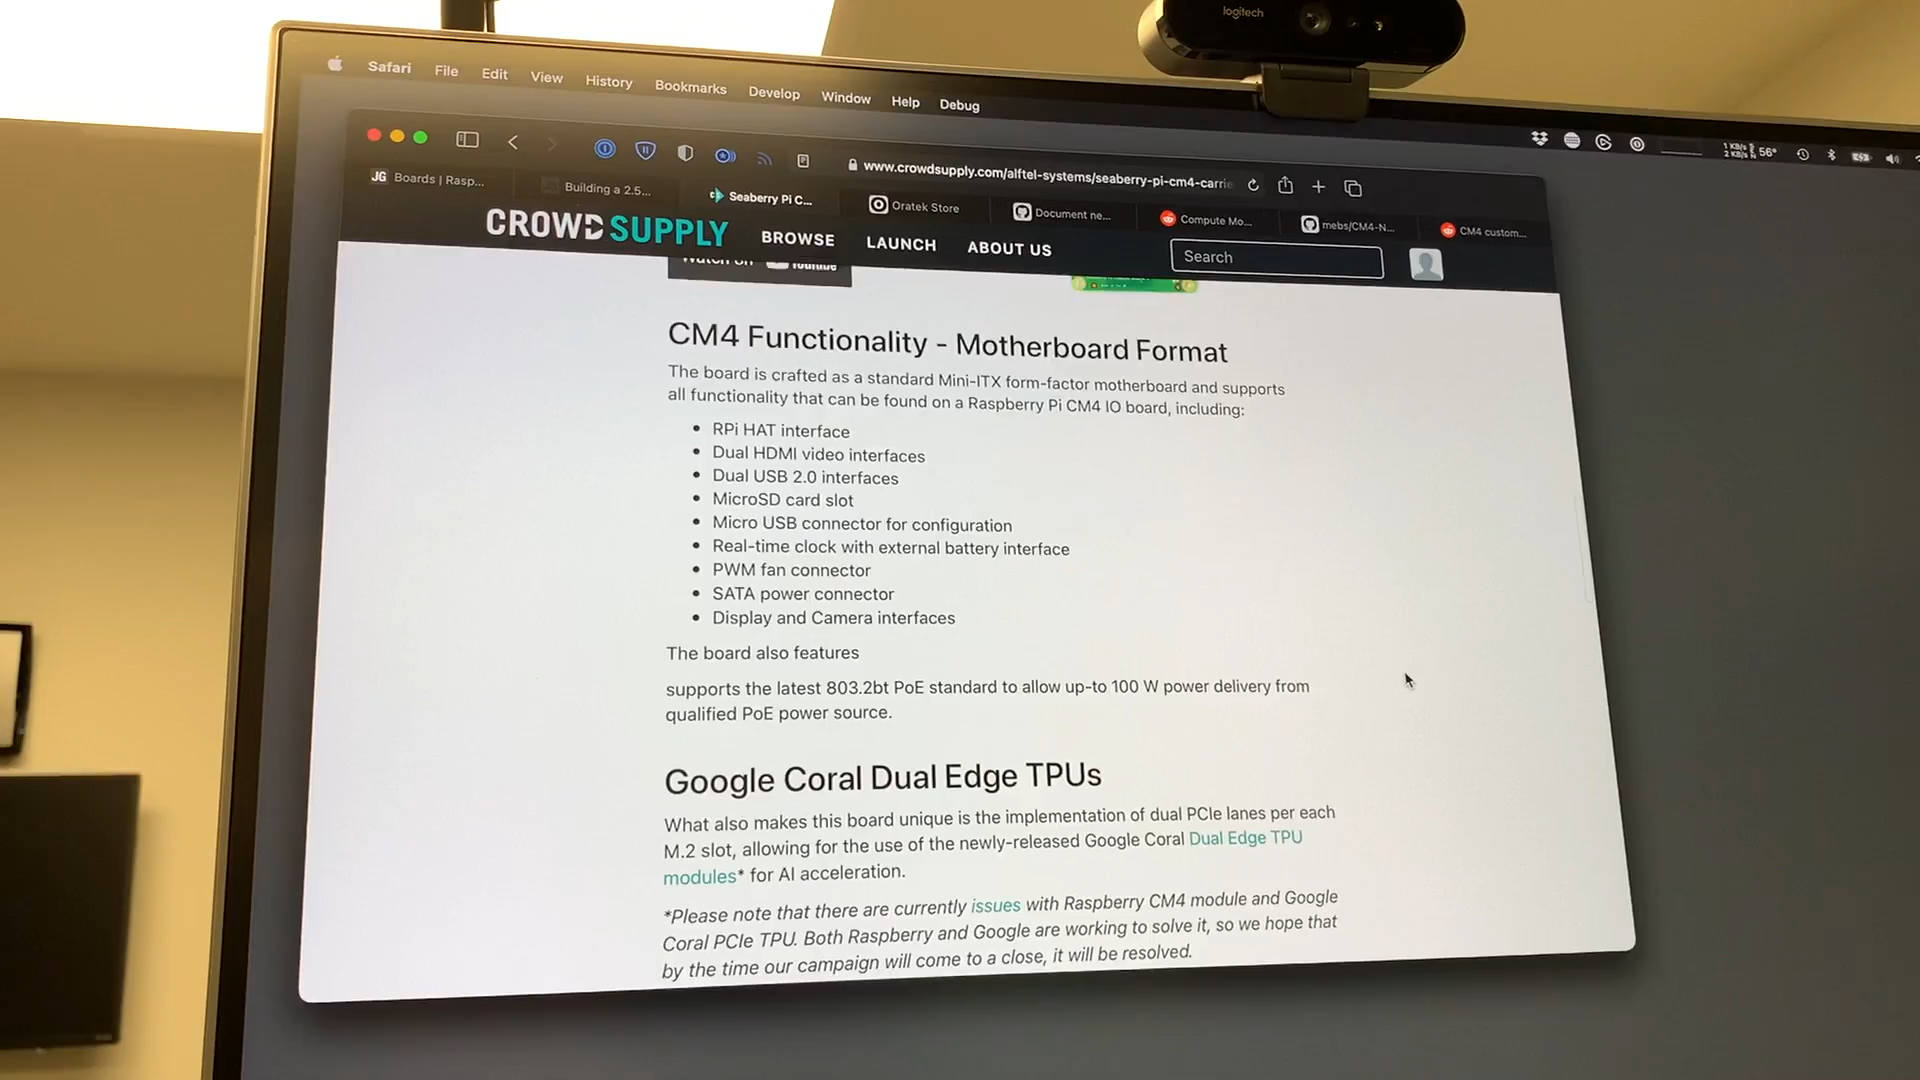 logitech
Safari File Edit View History Bookmarks Develop Window Help Debug
1 KB/s
2 KB/s
56°
www.crowdsupply.com/alftel-systems/seaberry-pi-cm4-carrie
JG Boards | Rasp...
Building a 2.5...
Seaberry Pi C...
Oratek Store
Document ne...
Compute Mo...
mebs/CM4-N...
CM4 custom...
CROWD SUPPLY
BROWSE LAUNCH ABOUT US
Search
Watch on YouTube
CM4 Functionality - Motherboard Format
The board is crafted as a standard Mini-ITX form-factor motherboard and supports
all functionality that can be found on a Raspberry Pi CM4 IO board, including:
• RPi HAT interface
• Dual HDMI video interfaces
• Dual USB 2.0 interfaces
• MicroSD card slot
• Micro USB connector for configuration
• Real-time clock with external battery interface
• PWM fan connector
• SATA power connector
• Display and Camera interfaces
The board also features
supports the latest 803.2bt PoE standard to allow up-to 100 W power delivery from
qualified PoE power source.
Google Coral Dual Edge TPUs
What also makes this board unique is the implementation of dual PCIe lanes per each
M.2 slot, allowing for the use of the newly-released Google Coral Dual Edge TPU
modules* for AI acceleration.
*Please note that there are currently issues with Raspberry CM4 module and Google
Coral PCIe TPU. Both Raspberry and Google are working to solve it, so we hope that
by the time our campaign will come to a close, it will be resolved.